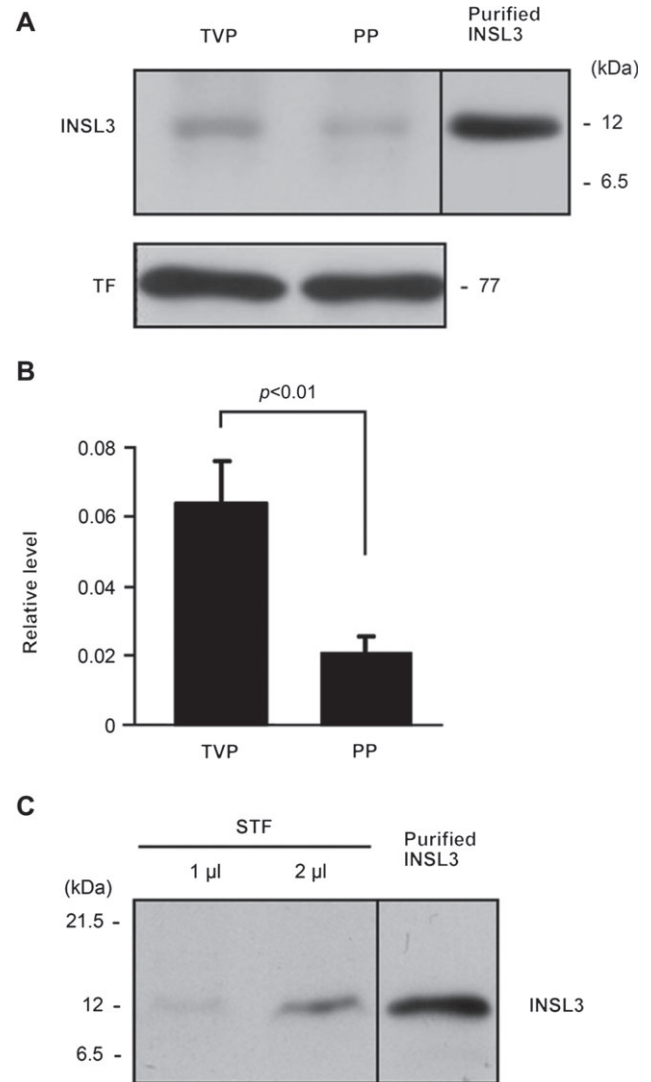 A
TVP PP Purified
INSL3
(kDa)
INSL3
- 12
- 6.5
TF
- 77
B
p<0.01
0.08
0.06
0.04
0.02
0
Relative level
TVP PP
C
STF
Purified
INSL3
1 µl 2 µl
(kDa)
21.5 -
12 -
INSL3
6.5 -